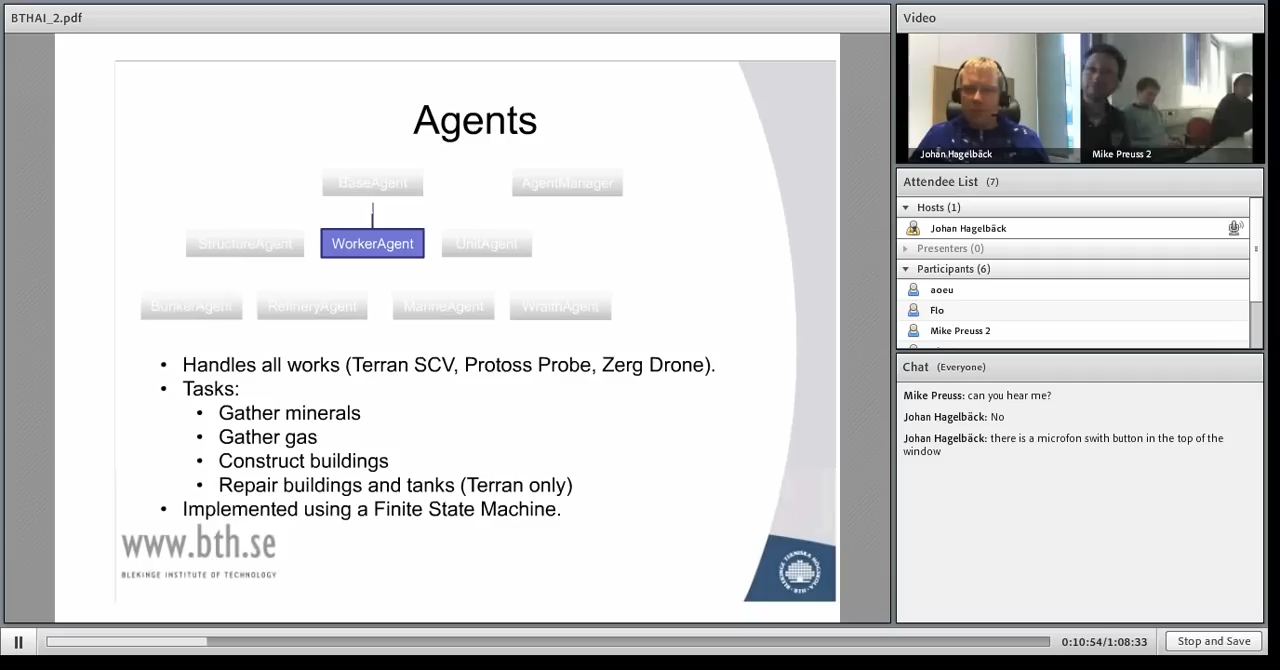 BTHAI_2.pdf
Agents
BaseAgent
AgentManager
StructureAgent
WorkerAgent
UnitAgent
BunkerAgent
RefineryAgent
MarineAgent
WraithAgent
• Handles all works (Terran SCV, Protoss Probe, Zerg Drone).
• Tasks:
• Gather minerals
• Gather gas
• Construct buildings
• Repair buildings and tanks (Terran only)
• Implemented using a Finite State Machine.
www.bth.se
BLEKINGE INSTITUTE OF TECHNOLOGY
Video
Johan Hagelbäck
Mike Preuss 2
Attendee List (7)
Hosts (1)
Johan Hagelbäck
Presenters (0)
Participants (6)
aoeu
Flo
Mike Preuss 2
Chat (Everyone)
Mike Preuss: can you hear me?
Johan Hagelbäck: No
Johan Hagelbäck: there is a microfon swith button in the top of the
window
0:10:54/1:08:33
Stop and Save